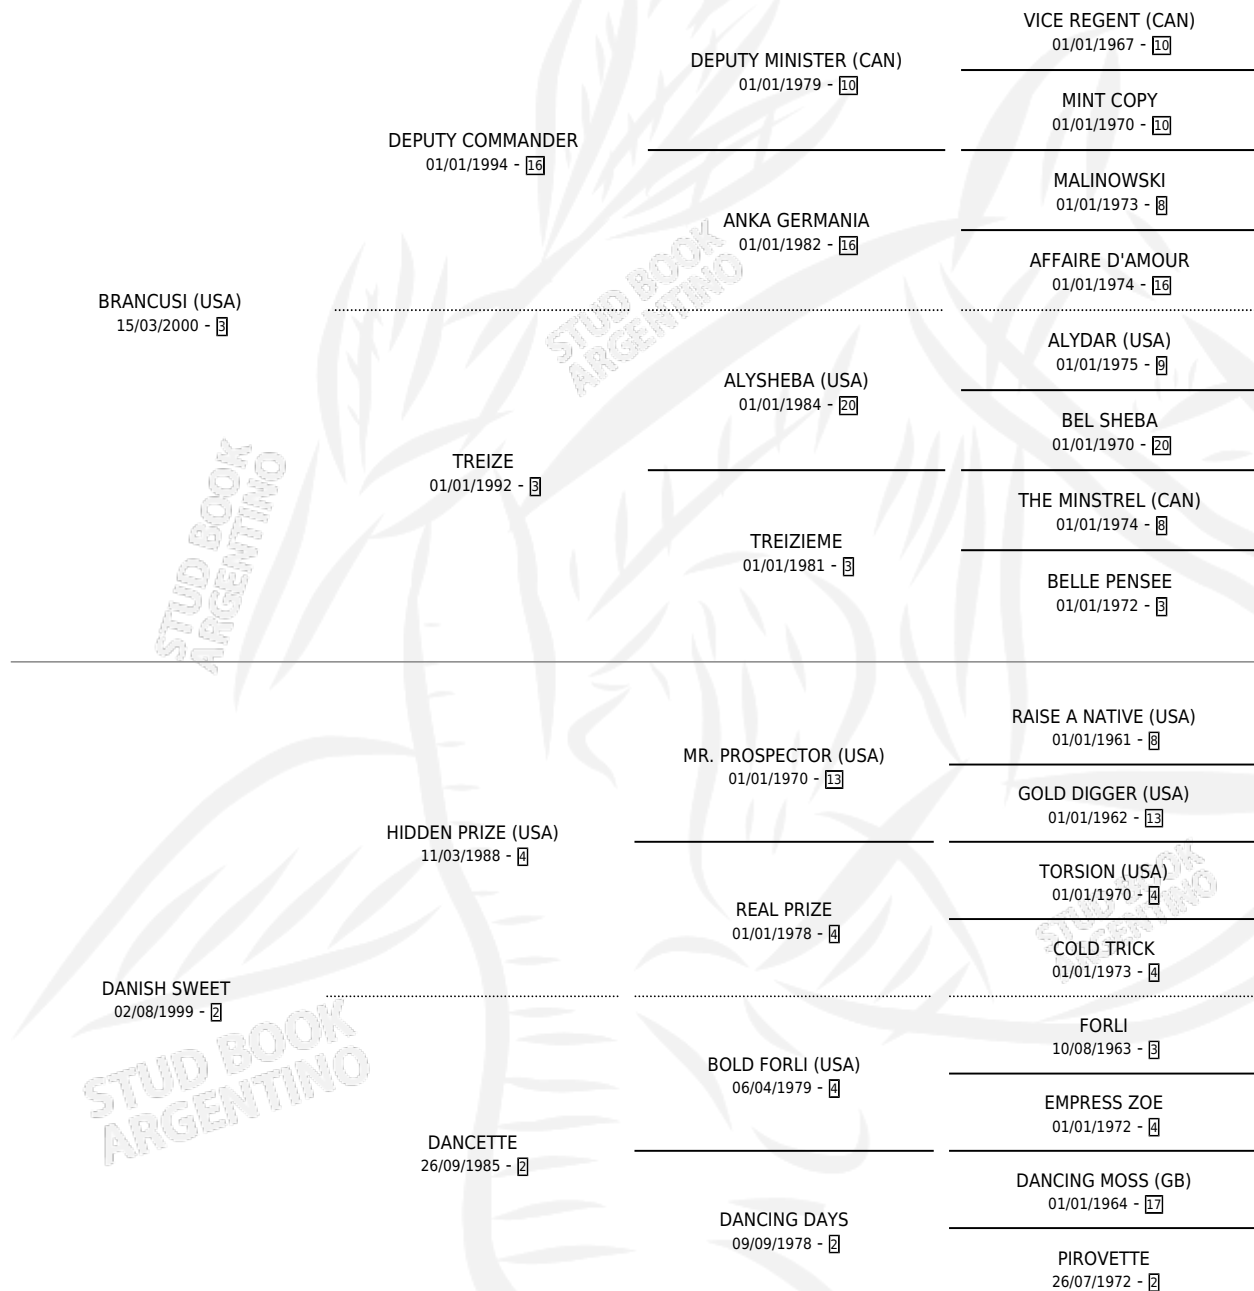 VICE REGENT (CAN)
01/01/1967 - 10
DEPUTY MINISTER (CAN)
01/01/1979 - 10
MINT COPY
01/01/1970 - 10
DEPUTY COMMANDER
01/01/1994 - 16
MALINOWSKI
01/01/1973 - 8
ANKA GERMANIA
01/01/1982 - 16
AFFAIRE D'AMOUR
01/01/1974 - 16
BRANCUSI (USA)
15/03/2000 - 3
STUD BOOK
ARGENTINO
ALYDAR (USA)
01/01/1975 - 9
ALYSHEBA (USA)
01/01/1984 - 20
BEL SHEBA
01/01/1970 - 20
TREIZE
01/01/1992 - 3
STUD BOOK
ARGENTINO
THE MINSTREL (CAN)
01/01/1974 - 8
TREIZIEME
01/01/1981 - 3
BELLE PENSEE
01/01/1972 - 3
RAISE A NATIVE (USA)
01/01/1961 - 8
MR. PROSPECTOR (USA)
01/01/1970 - 13
GOLD DIGGER (USA)
01/01/1962 - 13
HIDDEN PRIZE (USA)
11/03/1988 - 4
TORSION (USA)
01/01/1970 - 4
STUD BOOK
ARGENTINO
REAL PRIZE
01/01/1978 - 4
COLD TRICK
01/01/1973 - 4
DANISH SWEET
02/08/1999 - 2
STUD BOOK
ARGENTINO
FORLI
10/08/1963 - 3
BOLD FORLI (USA)
06/04/1979 - 4
EMPRESS ZOE
01/01/1972 - 4
DANCETTE
26/09/1985 - 2
DANCING MOSS (GB)
01/01/1964 - 17
DANCING DAYS
09/09/1978 - 2
PIROVETTE
26/07/1972 - 2